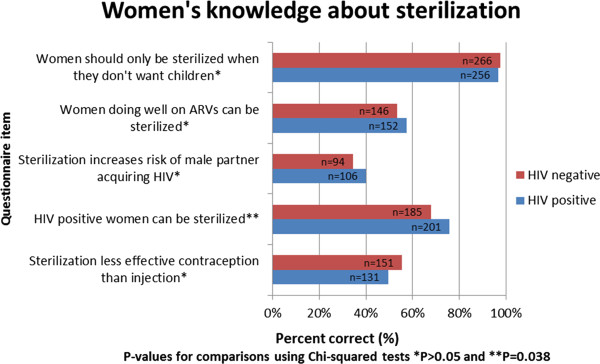 Women's knowledge about sterilization
Questionnaire item
Women should only be sterilized when
they don't want children*
n=266
n=256
Women doing well on ARVs can be
sterilized*
n=146
n=152
Sterilization increases risk of male partner
acquiring HIV*
n=94
n=106
HIV positive women can be sterilized**
n=185
n=201
Sterilization less effective contraception
than injection*
n=151
n=131
HIV negative
HIV positive
0% 20% 40% 60% 80% 100%
Percent correct (%)
P-values for comparisons using Chi-squared tests *P>0.05 and **P=0.038